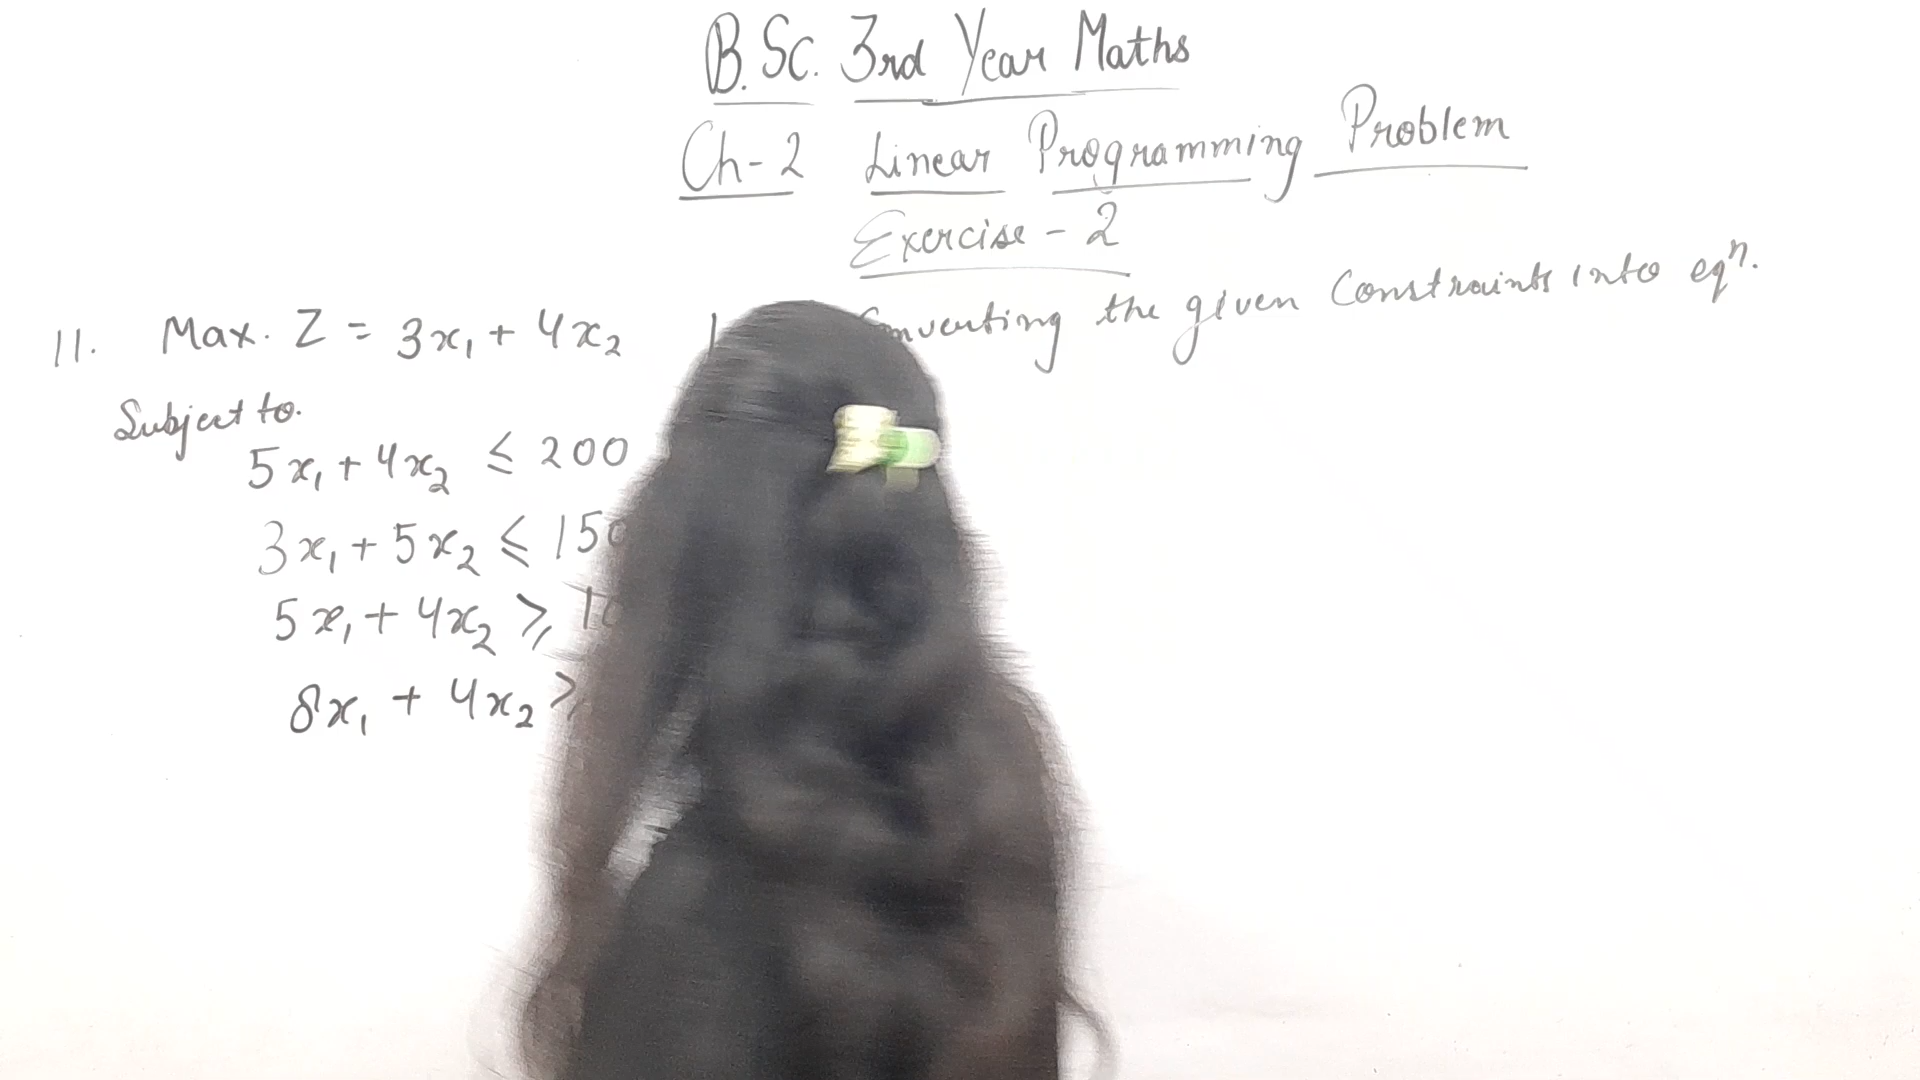 B.Sc. 3rd Year Maths
Ch-2 Linear Programming Problem
Exercise - 2
11. Max. Z = 3x₁ + 4x₂
the given Constraints into eqⁿ.
Subject to.
5x₁ + 4x₂ ≤ 200
3x₁ + 5x₂ ≤
5x₁ + 4x₂ ≥
8x₁ + 4x₂ ≥